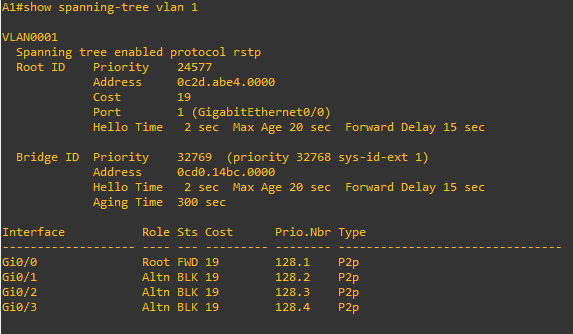 A1#show spanning-tree vlan 1
VLAN0001
Spanning tree enabled protocol rstp
Root ID    Priority    24577
Address     0c2d.abe4.0000
Cost        19
Port        1 (GigabitEthernet0/0)
Hello Time   2 sec  Max Age 20 sec  Forward Delay 15 sec
Bridge ID  Priority    32769  (priority 32768 sys-id-ext 1)
Address     0cd0.14bc.0000
Hello Time   2 sec  Max Age 20 sec  Forward Delay 15 sec
Aging Time  300 sec
Interface           Role Sts Cost      Prio.Nbr Type
------------------- ---- --- --------- -------- --------------------------------
Gi0/0               Root FWD 19        128.1    P2p
Gi0/1               Altn BLK 19        128.2    P2p
Gi0/2               Altn BLK 19        128.3    P2p
Gi0/3               Altn BLK 19        128.4    P2p